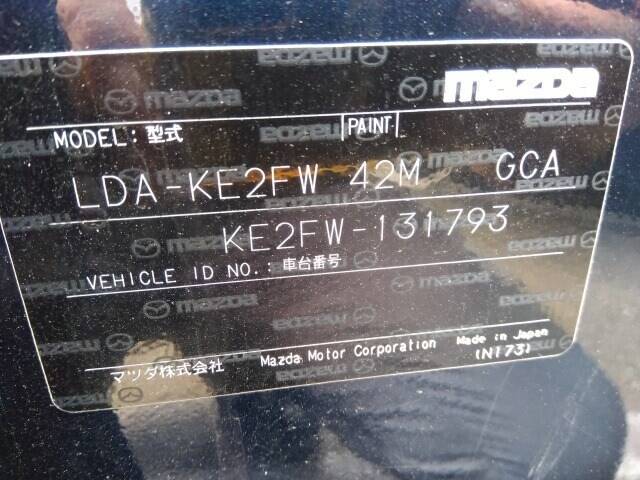 mazda
MODEL: 型式 PAINT
LDA-KE2FW 42M GCA
KE2FW-131793
VEHICLE ID NO.: 車台番号
マツダ株式会社 Mazda Motor Corporation Made in Japan
(N173)